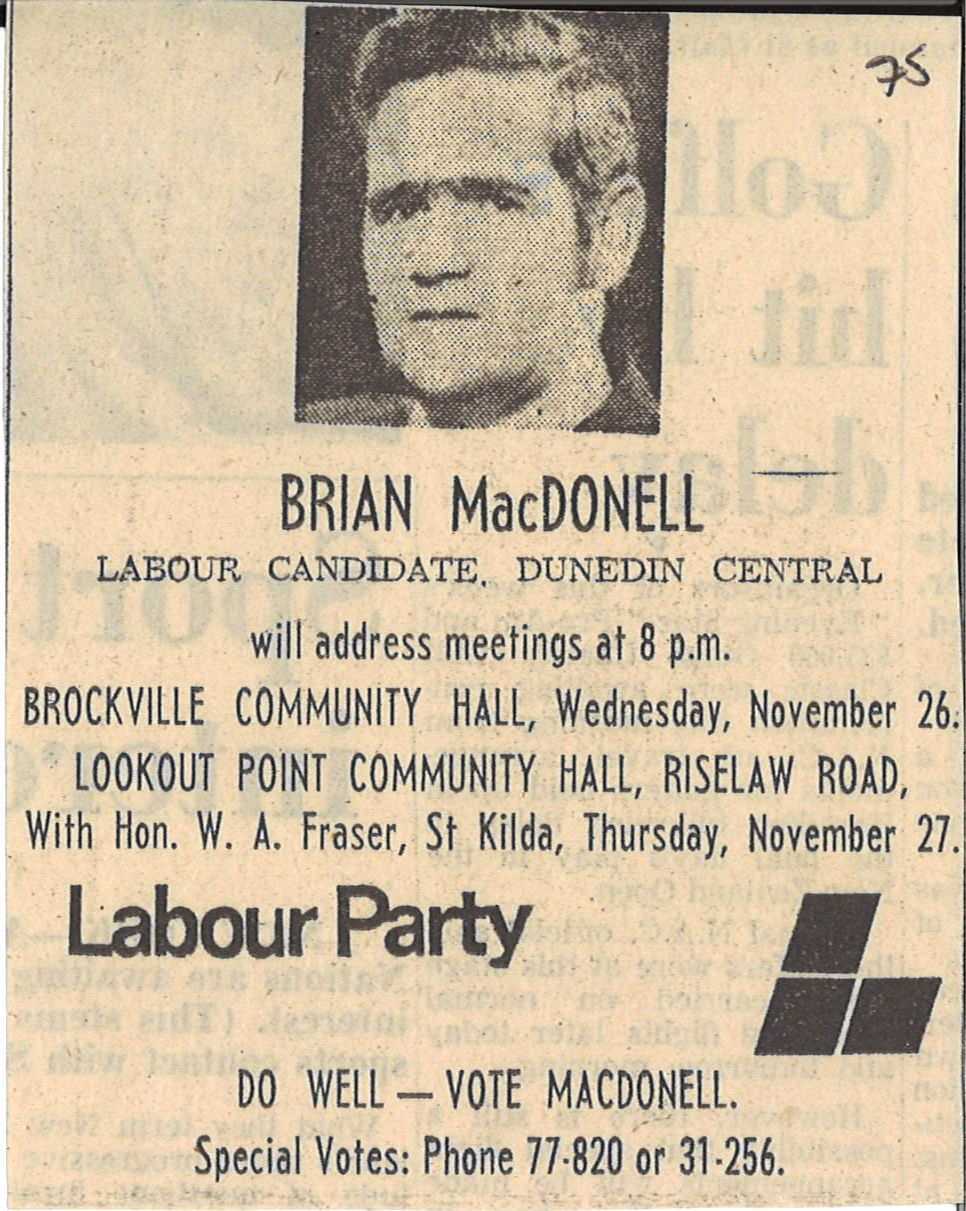 75
BRIAN MacDONELL
LABOUR CANDIDATE, DUNEDIN CENTRAL
will address meetings at 8 p.m.
BROCKVILLE COMMUNITY HALL, Wednesday, November 26.
LOOKOUT POINT COMMUNITY HALL, RISELAW ROAD,
With Hon. W. A. Fraser, St Kilda, Thursday, November 27.
Labour Party
DO WELL — VOTE MACDONELL.
Special Votes: Phone 77-820 or 31-256.